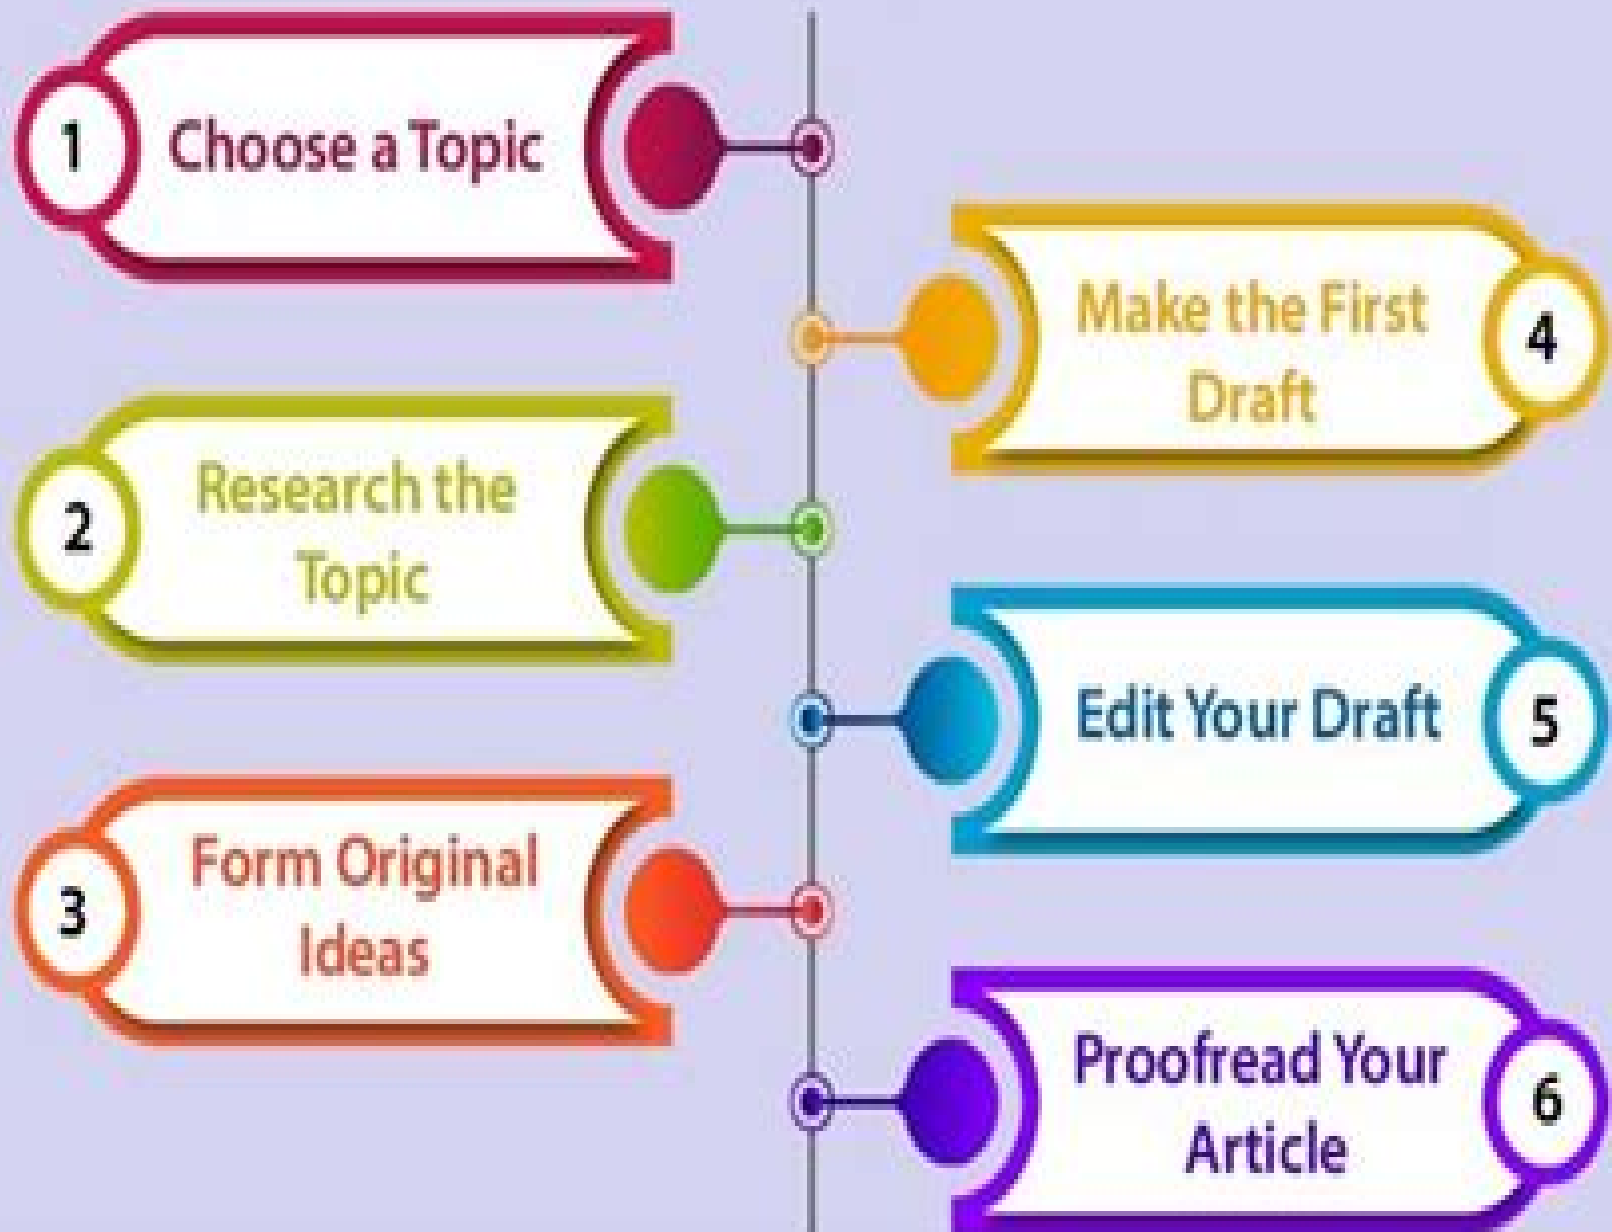 1
Choose a Topic
2
Research the
Topic
3
Form Original
Ideas
4
Make the First
Draft
5
Edit Your Draft
6
Proofread Your
Article